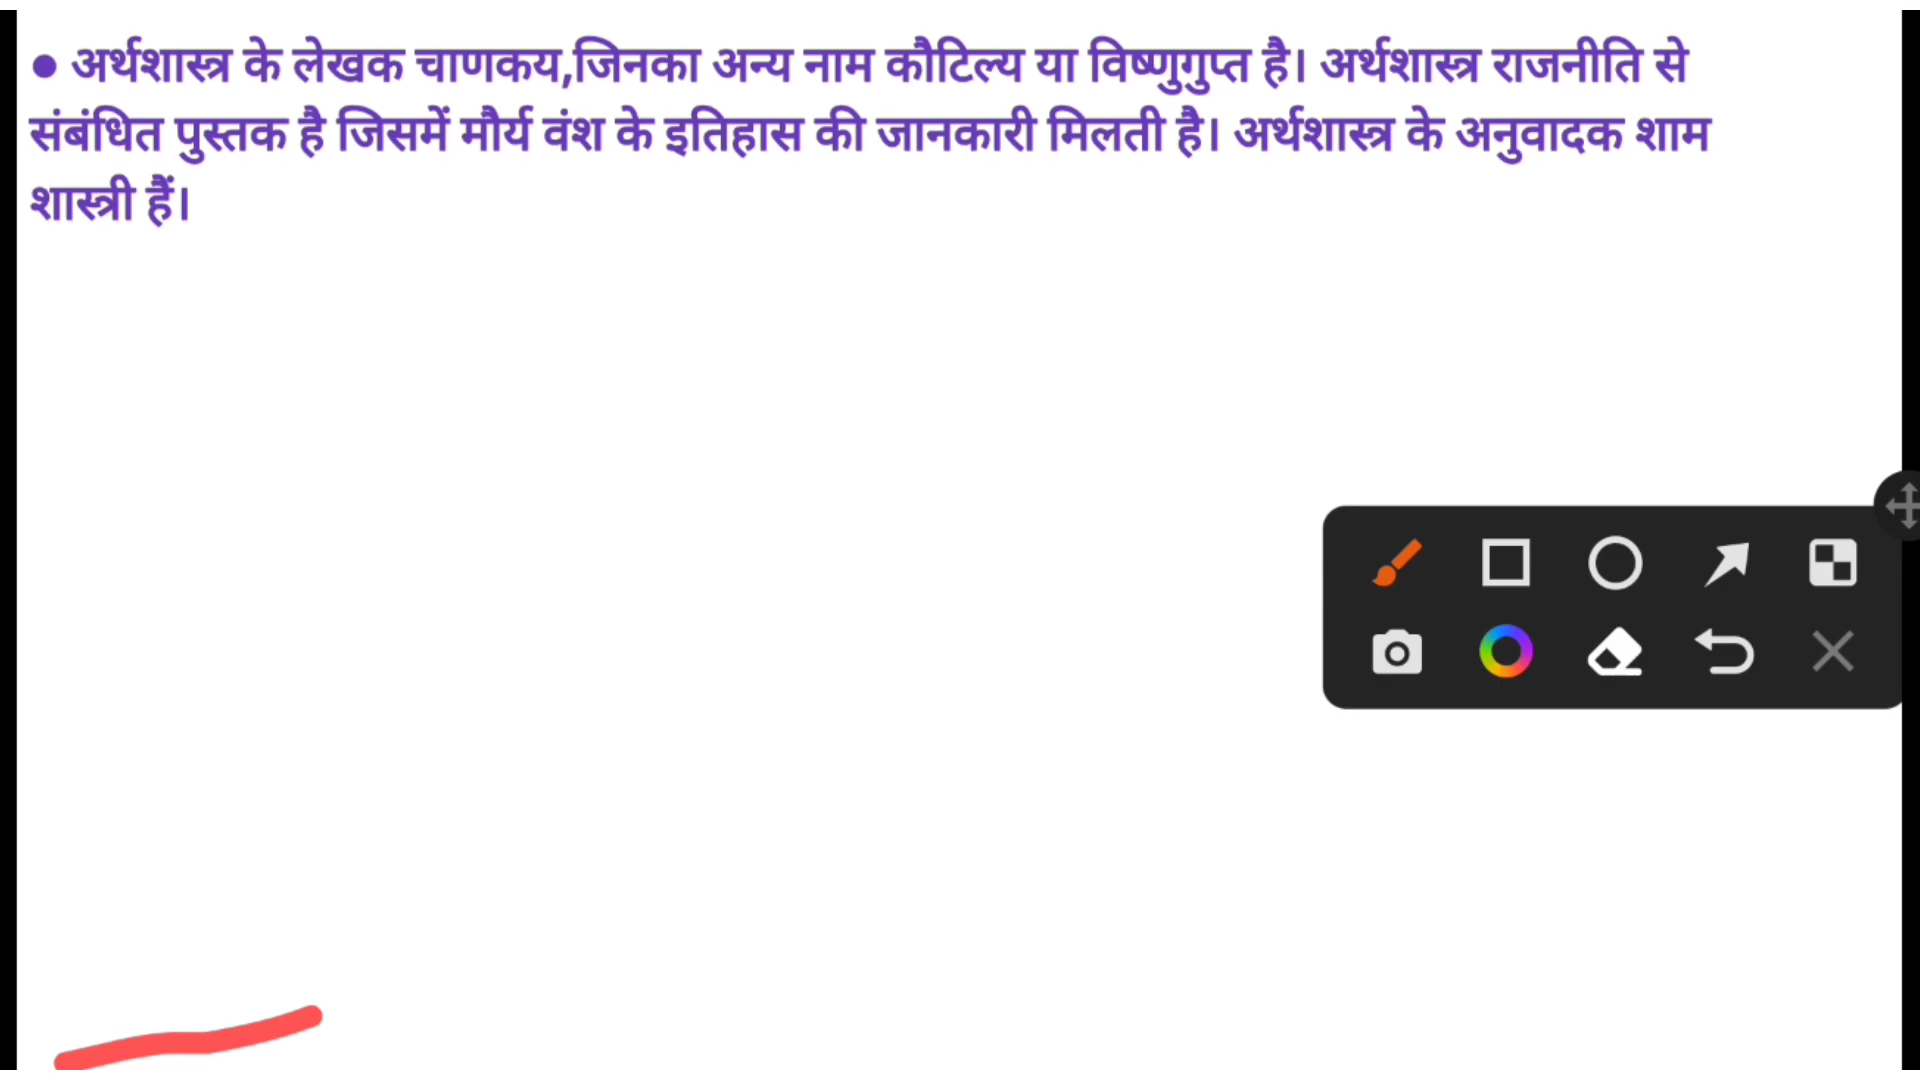 ● अर्थशास्त्र के लेखक चाणकय,जिनका अन्य नाम कौटिल्य या विष्णुगुप्त है। अर्थशास्त्र राजनीति से
संबंधित पुस्तक है जिसमें मौर्य वंश के इतिहास की जानकारी मिलती है। अर्थशास्त्र के अनुवादक शाम
शास्त्री हैं।